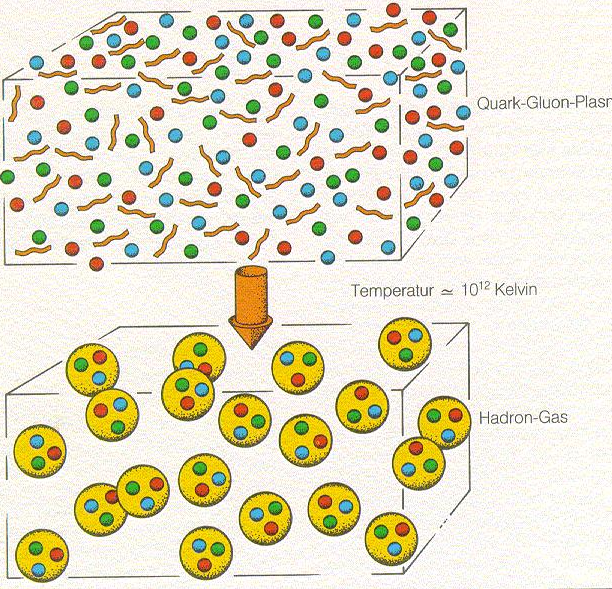 Quark-Gluon-Plasm
Temperatur ≃ 10¹² Kelvin
Hadron-Gas